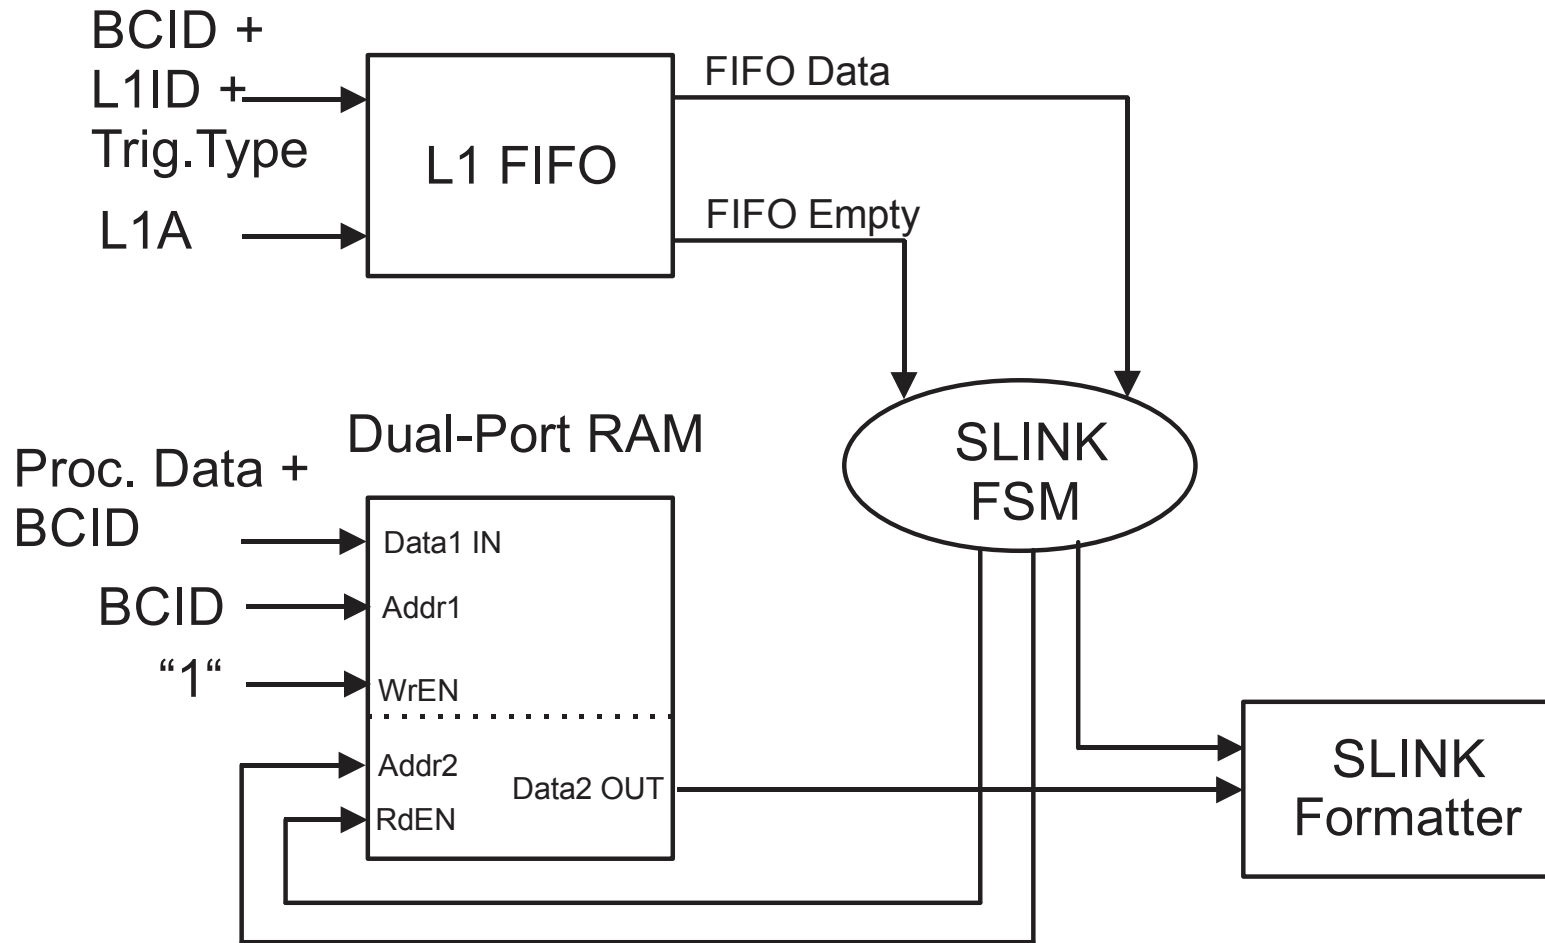 BCID +
L1ID +
Trig.Type
L1A
L1 FIFO
FIFO Data
FIFO Empty
SLINK
FSM
Dual-Port RAM
Proc. Data +
BCID
BCID
“1“
Data1 IN
Addr1
WrEN
Addr2
Data2 OUT
RdEN
SLINK
Formatter